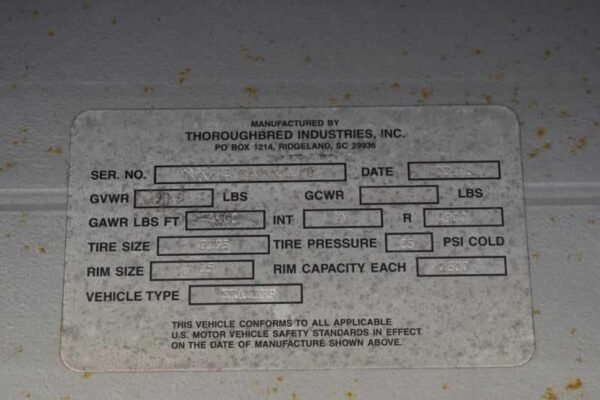 MANUFACTURED BY
THOROUGHBRED INDUSTRIES, INC.
PO BOX 1214, RIDGELAND, SC 29936
SER. NO. DATE
GVWR LBS GCWR LBS
GAWR LBS FT INT R
TIRE SIZE TIRE PRESSURE 65 PSI COLD
RIM SIZE RIM CAPACITY EACH
VEHICLE TYPE TRAILER
THIS VEHICLE CONFORMS TO ALL APPLICABLE
U.S. MOTOR VEHICLE SAFETY STANDARDS IN EFFECT
ON THE DATE OF MANUFACTURE SHOWN ABOVE.